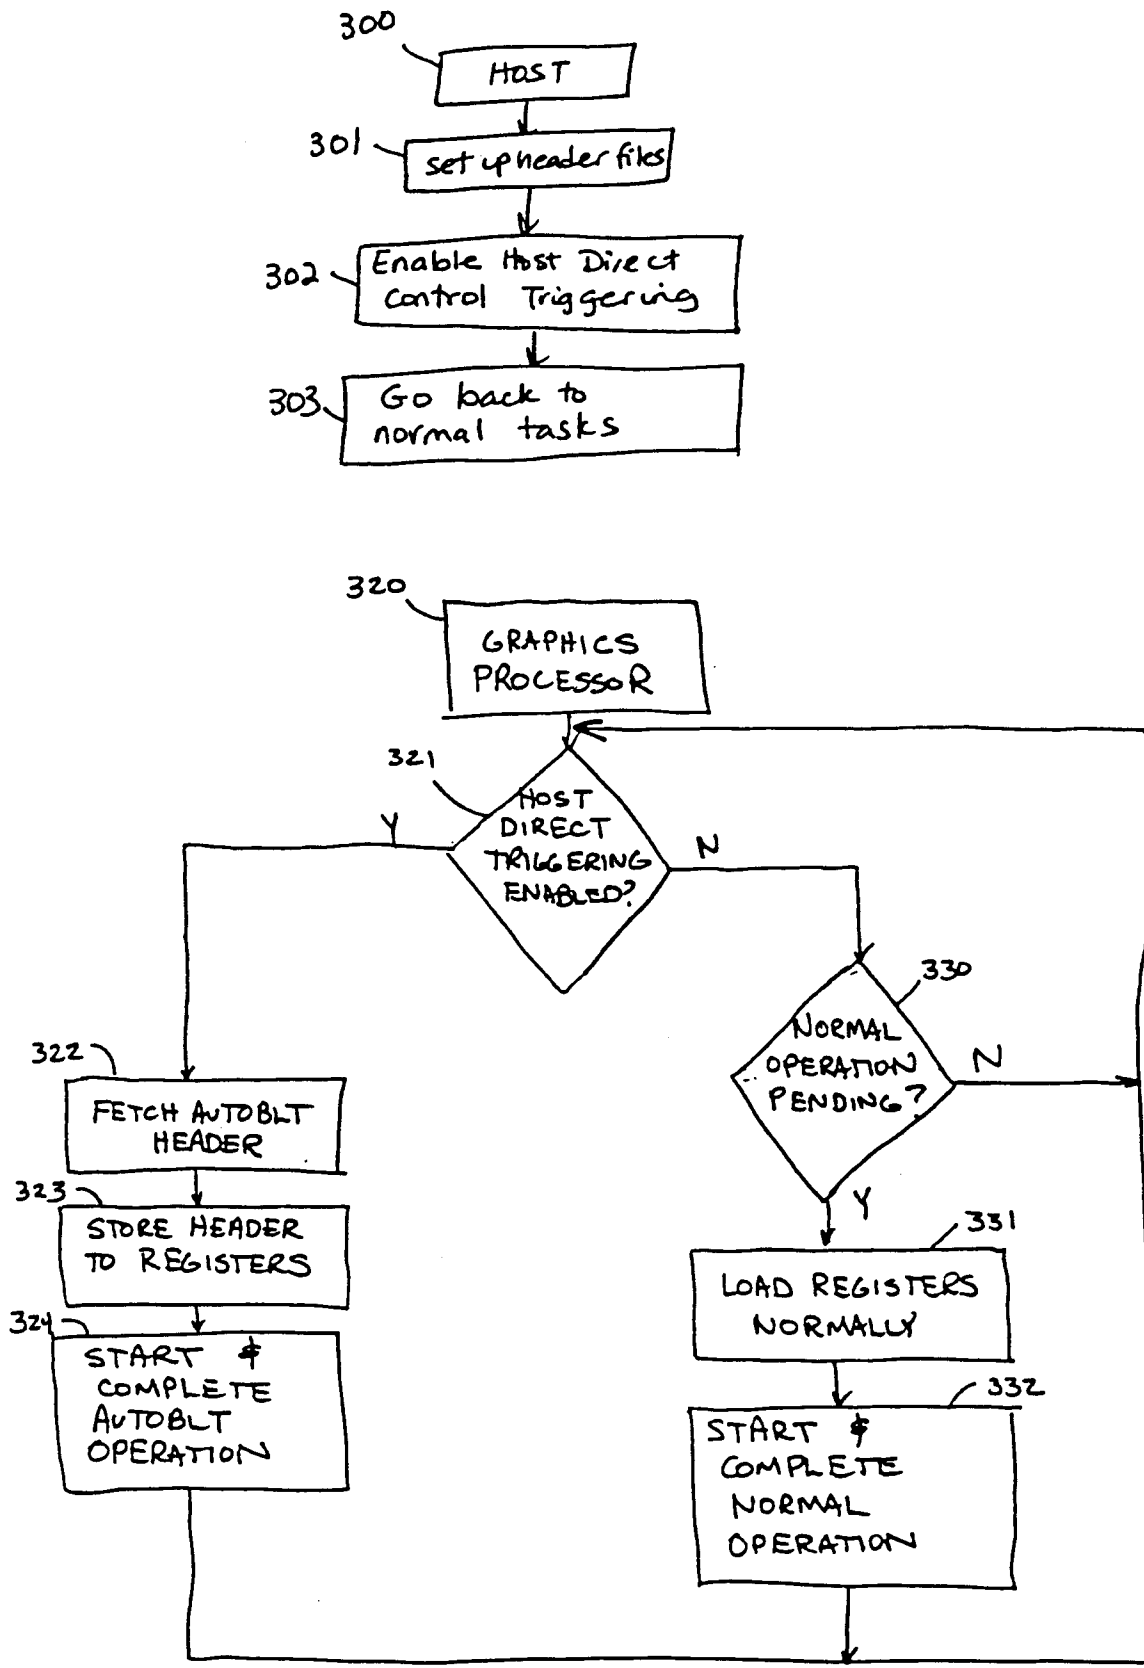 300
HOST
301
set up header files
302
Enable Host Direct
control Triggering
303
Go back to
normal tasks
320
GRAPHICS
PROCESSOR
321
HOST
DIRECT
TRIGGERING
ENABLED?
Y
N
330
NORMAL
OPERATION
PENDING?
N
Y
322
FETCH AUTOBLT
HEADER
323
STORE HEADER
TO REGISTERS
324
START &
COMPLETE
AUTOBLT
OPERATION
331
LOAD REGISTERS
NORMALLY
332
START &
COMPLETE
NORMAL
OPERATION